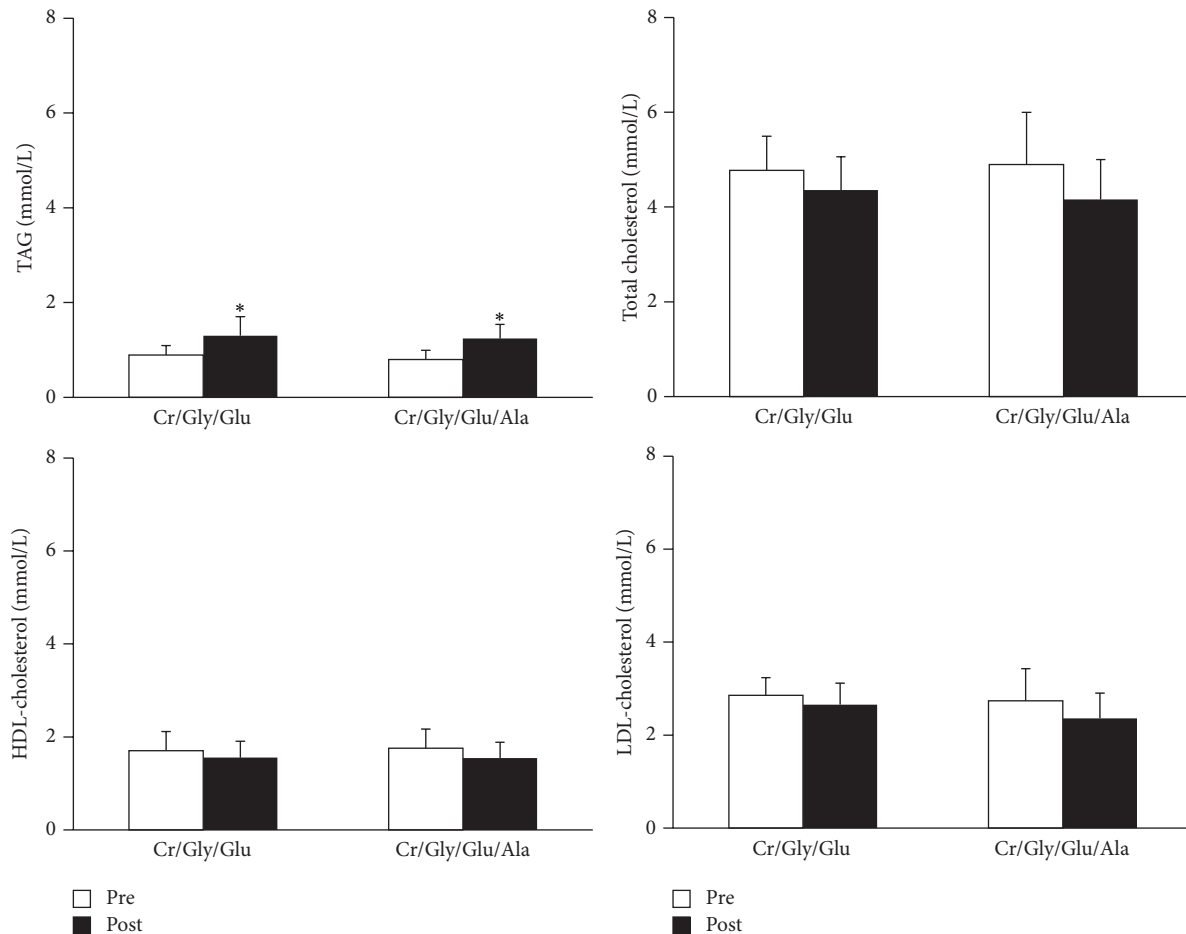 TAG (mmol/L)
8
6
4
2
0
*
*
Cr/Gly/Glu
Cr/Gly/Glu/Ala
Total cholesterol (mmol/L)
8
6
4
2
0
Cr/Gly/Glu
Cr/Gly/Glu/Ala
HDL-cholesterol (mmol/L)
8
6
4
2
0
Cr/Gly/Glu
Cr/Gly/Glu/Ala
Pre
Post
LDL-cholesterol (mmol/L)
8
6
4
2
0
Cr/Gly/Glu
Cr/Gly/Glu/Ala
Pre
Post